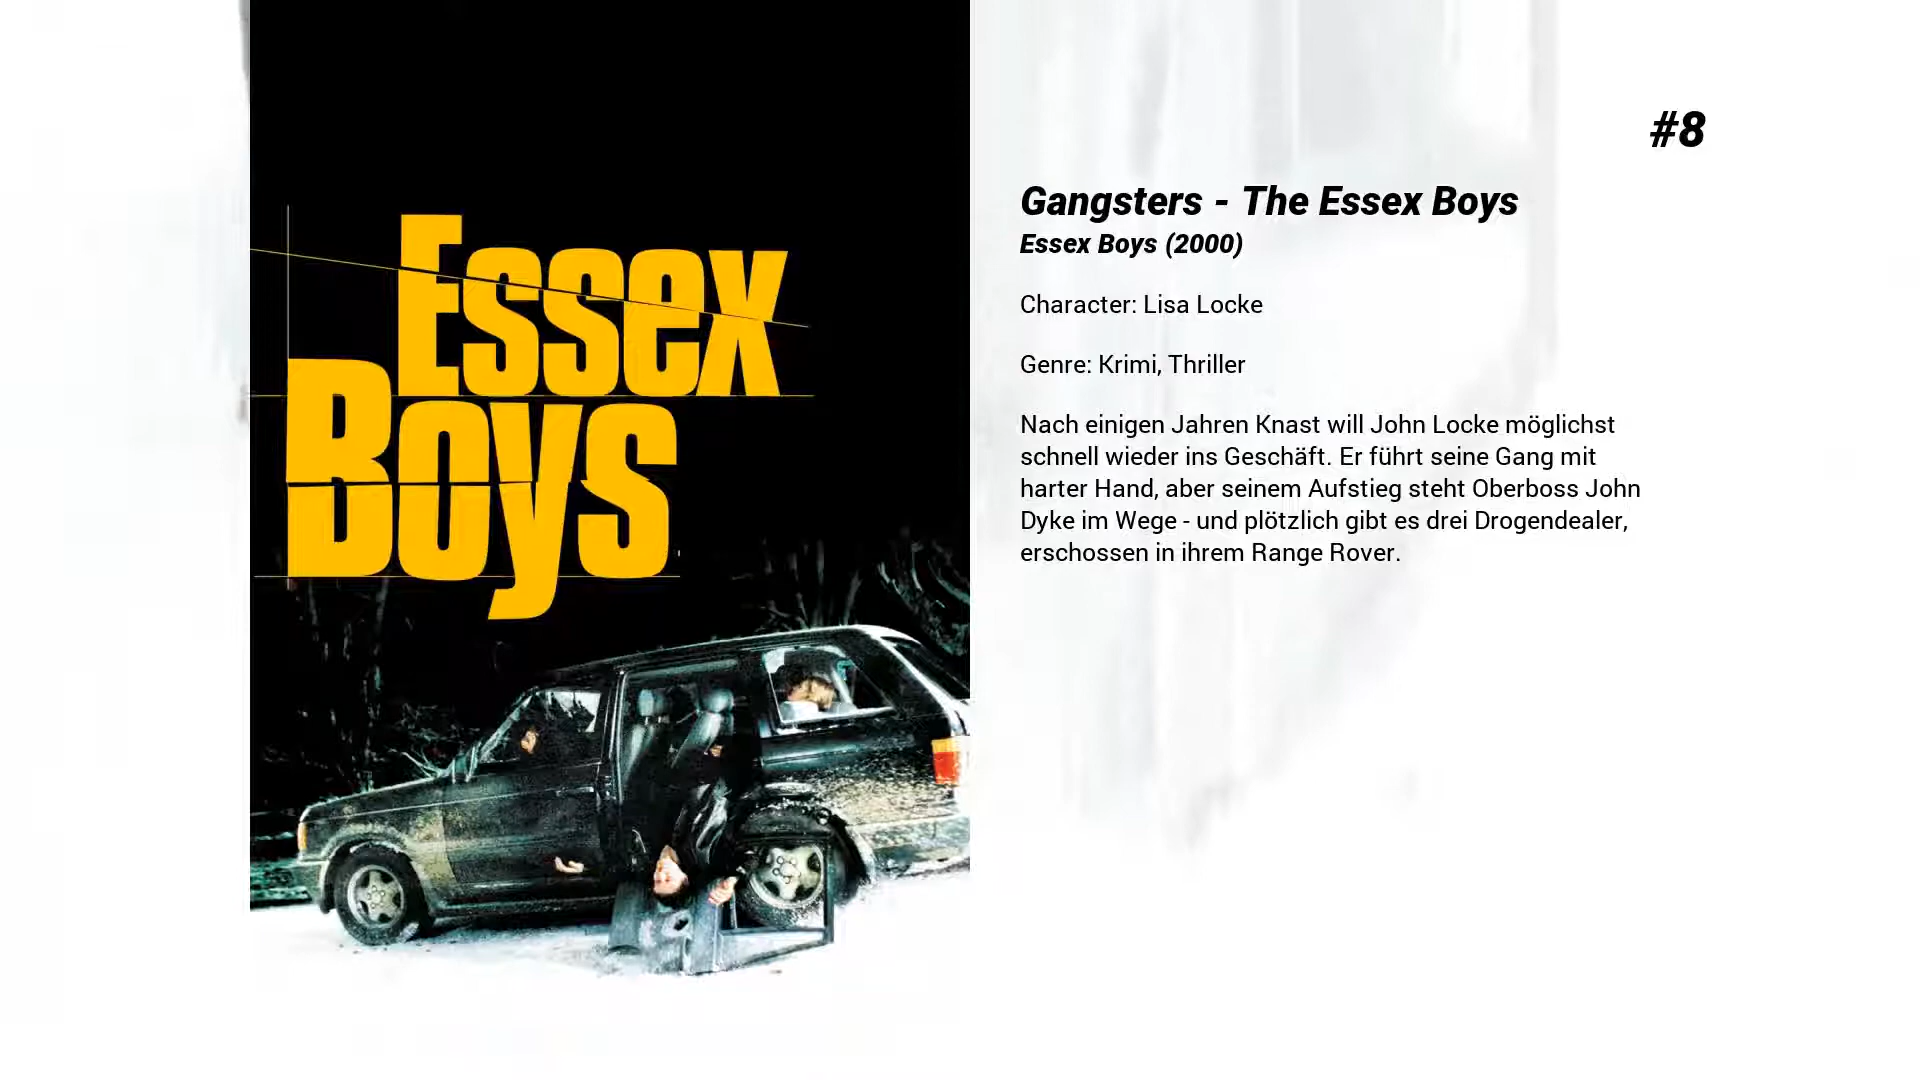 Essex
Boys
#8
Gangsters - The Essex Boys
Essex Boys (2000)
Character: Lisa Locke
Genre: Krimi, Thriller
Nach einigen Jahren Knast will John Locke möglichst
schnell wieder ins Geschäft. Er führt seine Gang mit
harter Hand, aber seinem Aufstieg steht Oberboss John
Dyke im Wege - und plötzlich gibt es drei Drogendealer,
erschossen in ihrem Range Rover.